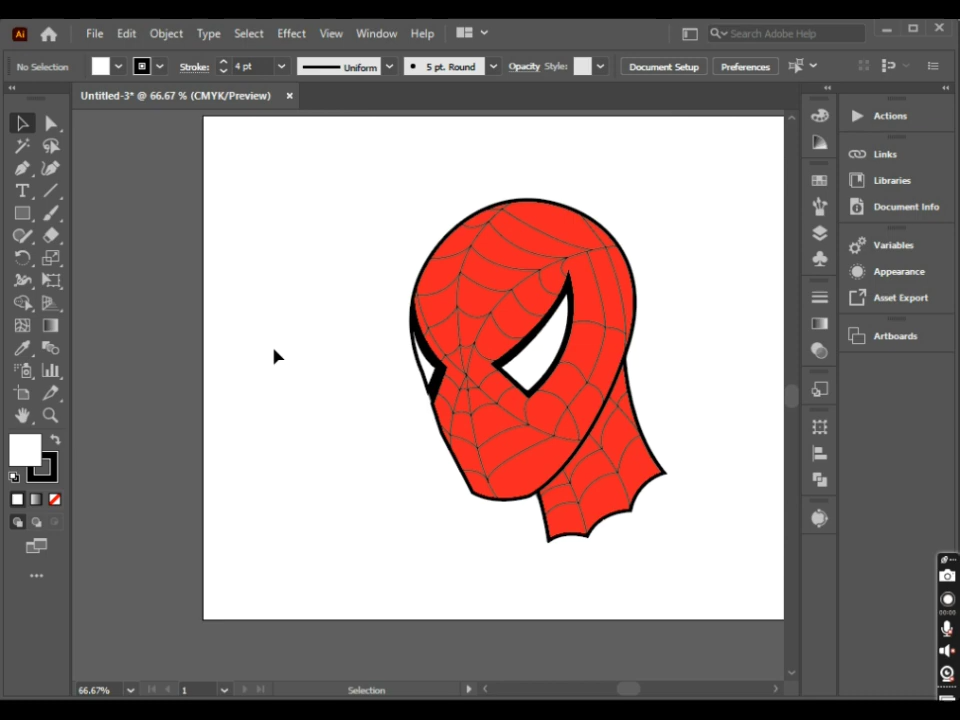 Ai File Edit Object Type Select Effect View Window Help Search Adobe Help
No Selection Stroke: 4 pt Uniform 5 pt. Round Opacity Style: Document Setup Preferences
Untitled-3* @ 66.67 % (CMYK/Preview) ×
Actions
Links
Libraries
Document Info
Variables
Appearance
Asset Export
Artboards
66.67% 1 Selection